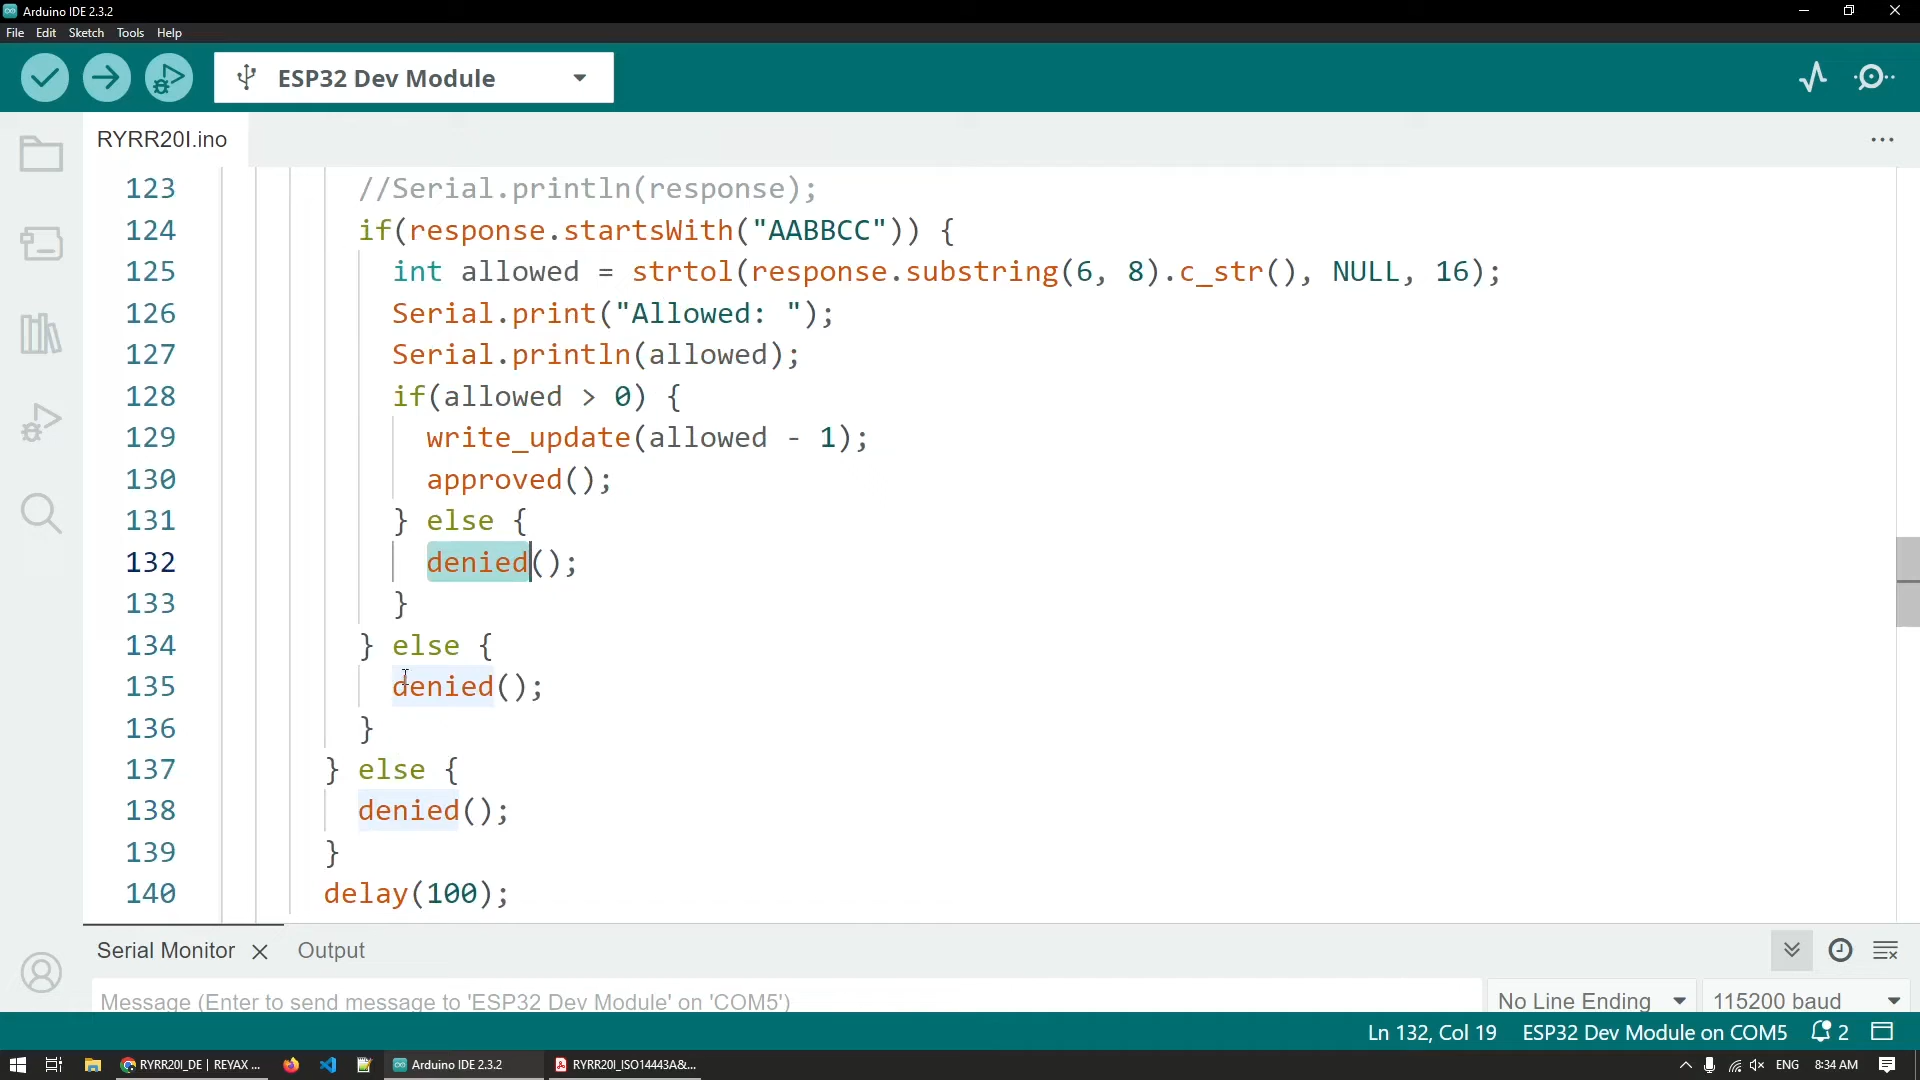 Arduino IDE 2.3.2
File Edit Sketch Tools Help
ESP32 Dev Module
RYRR20I.ino
123 //Serial.println(response);
124 if(response.startsWith("AABBCC")) {
125 int allowed = strtol(response.substring(6, 8).c_str(), NULL, 16);
126 Serial.print("Allowed: ");
127 Serial.println(allowed);
128 if(allowed > 0) {
129 write_update(allowed - 1);
130 approved();
131 } else {
132 denied();
133 }
134 } else {
135 denied();
136 }
137 } else {
138 denied();
139 }
140 delay(100);
Serial Monitor Output
Message (Enter to send message to 'ESP32 Dev Module' on 'COM5') No Line Ending 115200 baud
Ln 132, Col 19 ESP32 Dev Module on COM5 2
RYRR20I_DE | REYAX ... Arduino IDE 2.3.2 RYRR20I_ISO14443A&... ENG 8:34 AM